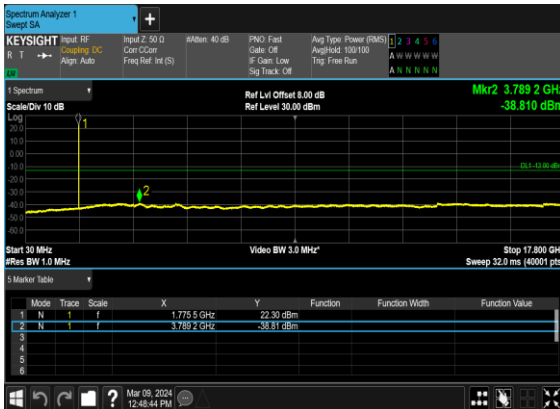 Spectrum Analyzer 1
Swept SA
KEYSIGHT
R T
Input: RF
Coupling: DC
Align: Auto
Input Z: 50 Ω
Corr CCorr
Freq Ref: Int (S)
#Atten: 40 dB
PNO: Fast
Gate: Off
IF Gain: Low
Sig Track: Off
Avg Type: Power (RMS)
Avg|Hold: 100/100
Trig: Free Run
1 2 3 4 5 6
A W W W W W
A N N N N N
1 Spectrum
Scale/Div 10 dB
Ref Lvl Offset 8.00 dB
Ref Level 30.00 dBm
Mkr2 3.789 2 GHz
-38.810 dBm
Log
20.0
10.0
0.00
-10.0
-20.0
-30.0
-40.0
-50.0
-60.0
1
2
DL1 -13.00 dBm
Start 30 MHz
#Res BW 1.0 MHz
Video BW 3.0 MHz*
Stop 17.800 GHz
Sweep 32.0 ms (40001 pts)
5 Marker Table
Mode Trace Scale X Y Function Function Width Function Value
1 N 1 f 1.775 5 GHz 22.30 dBm
2 N 1 f 3.789 2 GHz -38.81 dBm
3
4
5
6
Mar 09, 2024
12:48:44 PM